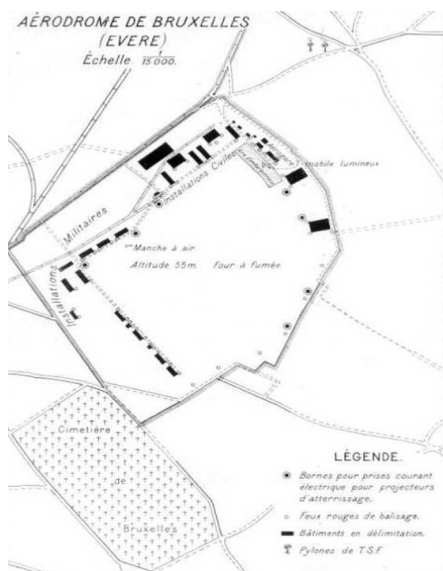 AÉRODROME DE BRUXELLES
(EVERE)
Échelle 1/15000.
T mobile lumineux
Installations Civiles
Militaires
Manche à air
Altitude 55m. Four à fumée
Installations
Cimetière
de
Bruxelles
LÉGENDE.
Bornes pour prises courant
électrique pour projecteurs
d'atterrissage.
Feux rouges de balisage.
Bâtiments en délimitation.
Pylones de T.S.F